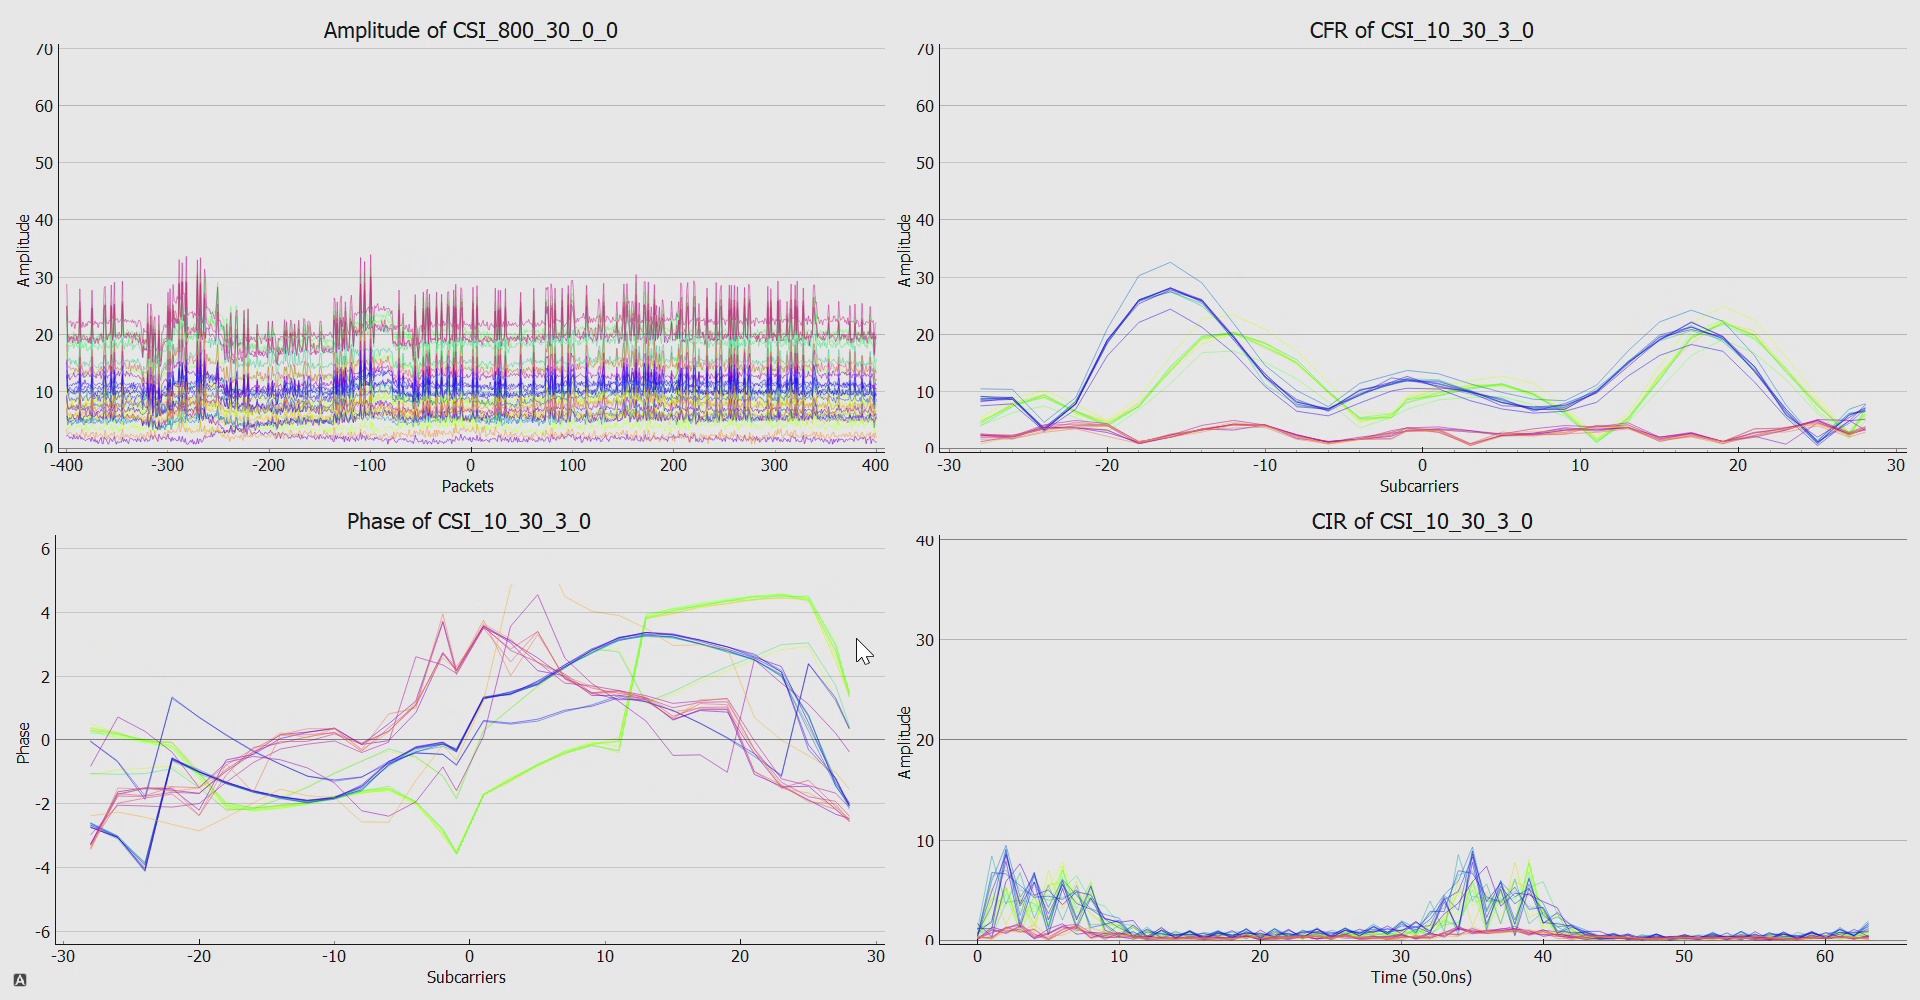 Amplitude of CSI_800_30_0_0
70
60
50
40
30
20
10
0
Amplitude
-400 -300 -200 -100 0 100 200 300 400
Packets
CFR of CSI_10_30_3_0
70
60
50
40
30
20
10
0
Amplitude
-30 -20 -10 0 10 20 30
Subcarriers
Phase of CSI_10_30_3_0
6
4
2
0
-2
-4
-6
Phase
-30 -20 -10 0 10 20 30
Subcarriers
A
CIR of CSI_10_30_3_0
40
30
20
10
0
Amplitude
0 10 20 30 40 50 60
Time (50.0ns)